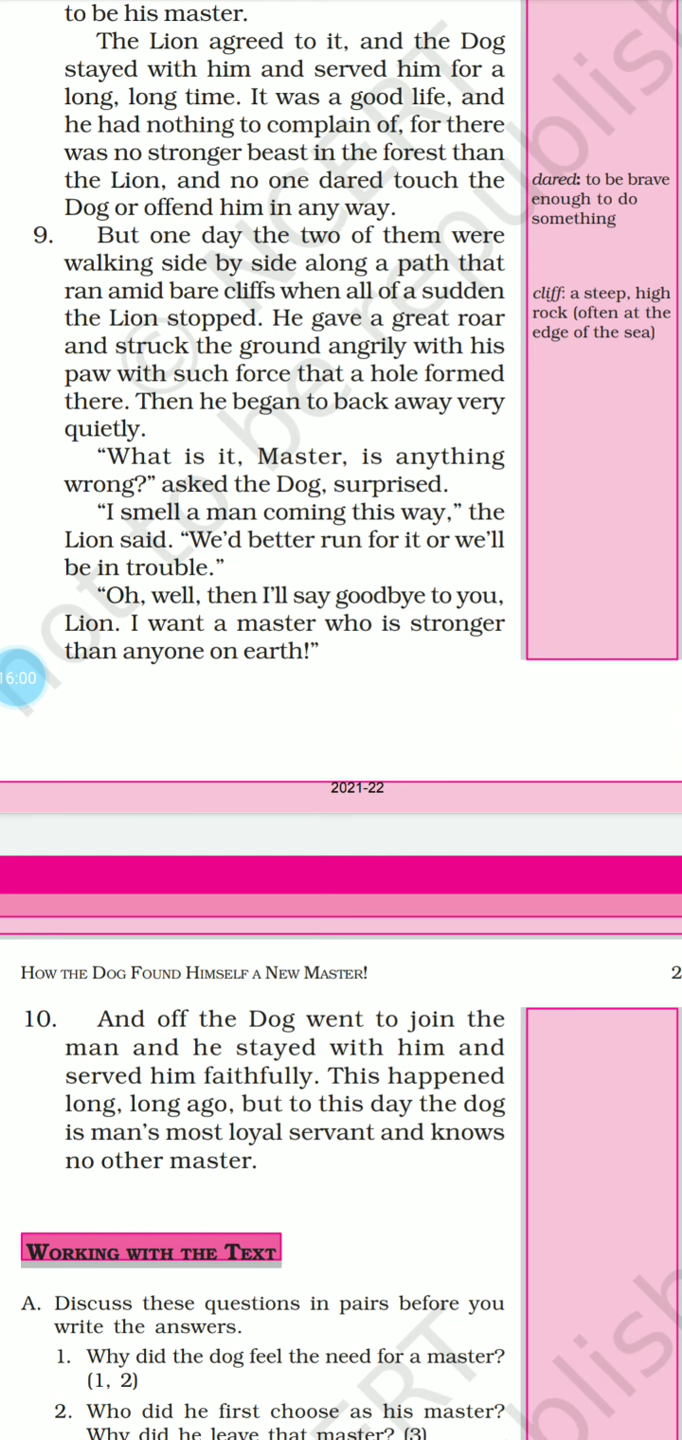 to be his master.
The Lion agreed to it, and the Dog
stayed with him and served him for a
long, long time. It was a good life, and
he had nothing to complain of, for there
was no stronger beast in the forest than
the Lion, and no one dared touch the
Dog or offend him in any way.
dared: to be brave
enough to do
something
9. But one day the two of them were
walking side by side along a path that
ran amid bare cliffs when all of a sudden
the Lion stopped. He gave a great roar
and struck the ground angrily with his
paw with such force that a hole formed
there. Then he began to back away very
quietly.
cliff: a steep, high
rock (often at the
edge of the sea)
“What is it, Master, is anything
wrong?” asked the Dog, surprised.
“I smell a man coming this way,” the
Lion said. “We’d better run for it or we’ll
be in trouble.”
“Oh, well, then I’ll say goodbye to you,
Lion. I want a master who is stronger
than anyone on earth!”
16:00
2021-22
HOW THE DOG FOUND HIMSELF A NEW MASTER!
2
10. And off the Dog went to join the
man and he stayed with him and
served him faithfully. This happened
long, long ago, but to this day the dog
is man’s most loyal servant and knows
no other master.
WORKING WITH THE TEXT
A. Discuss these questions in pairs before you
write the answers.
1. Why did the dog feel the need for a master?
(1, 2)
2. Who did he first choose as his master?
Why did he leave that master? (3)
© NCERT
not to be republish